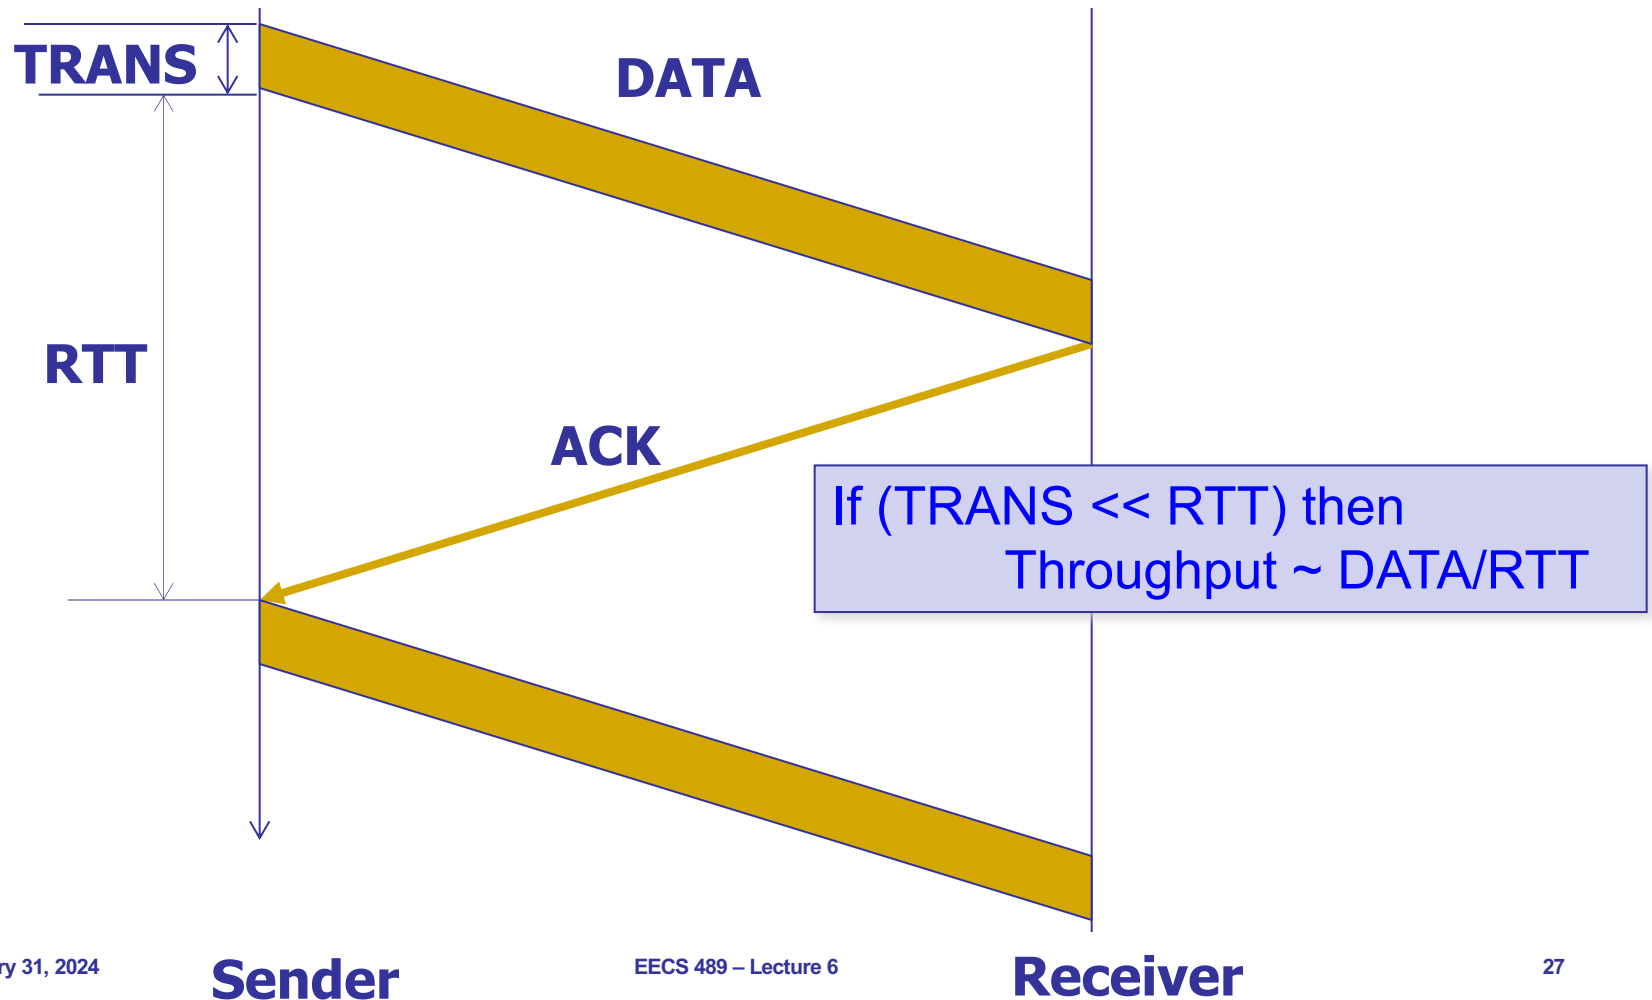 TRANS
DATA
RTT
ACK
If (TRANS << RTT) then
Throughput ~ DATA/RTT
ry 31, 2024
Sender
EECS 489 – Lecture 6
Receiver
27